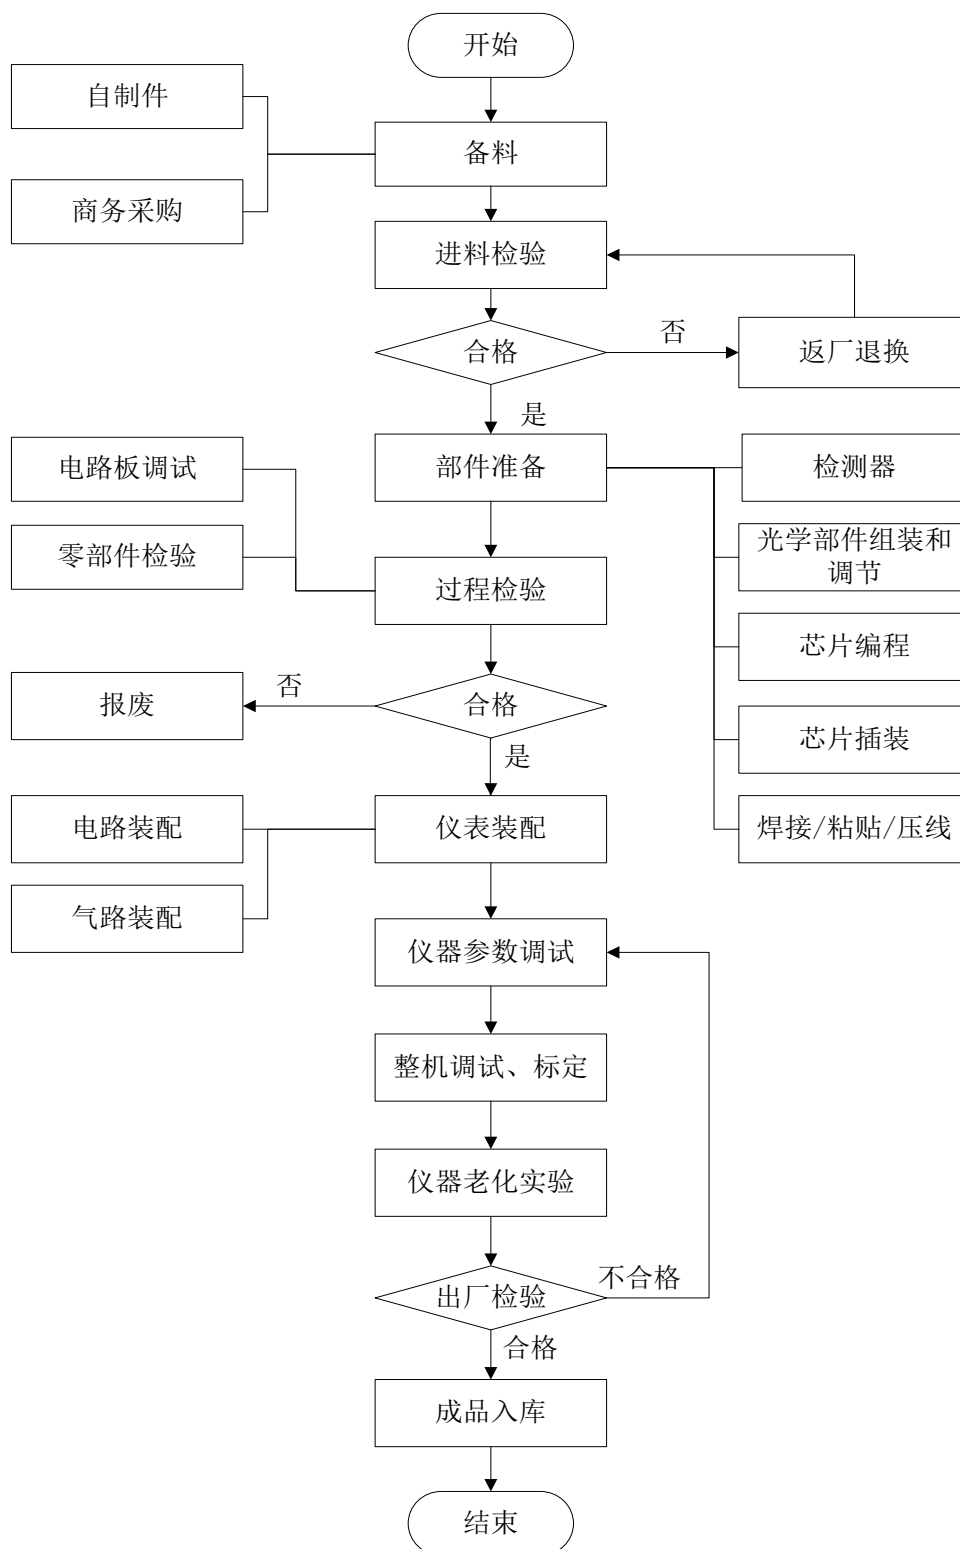 开始
自制件
备料
商务采购
进料检验
合格
否
返厂退换
是
电路板调试
部件准备
检测器
零部件检验
光学部件组装和
调节
过程检验
芯片编程
报废
否
合格
芯片插装
是
电路装配
仪表装配
焊接/粘贴/压线
气路装配
仪器参数调试
整机调试、标定
仪器老化实验
不合格
出厂检验
合格
成品入库
结束